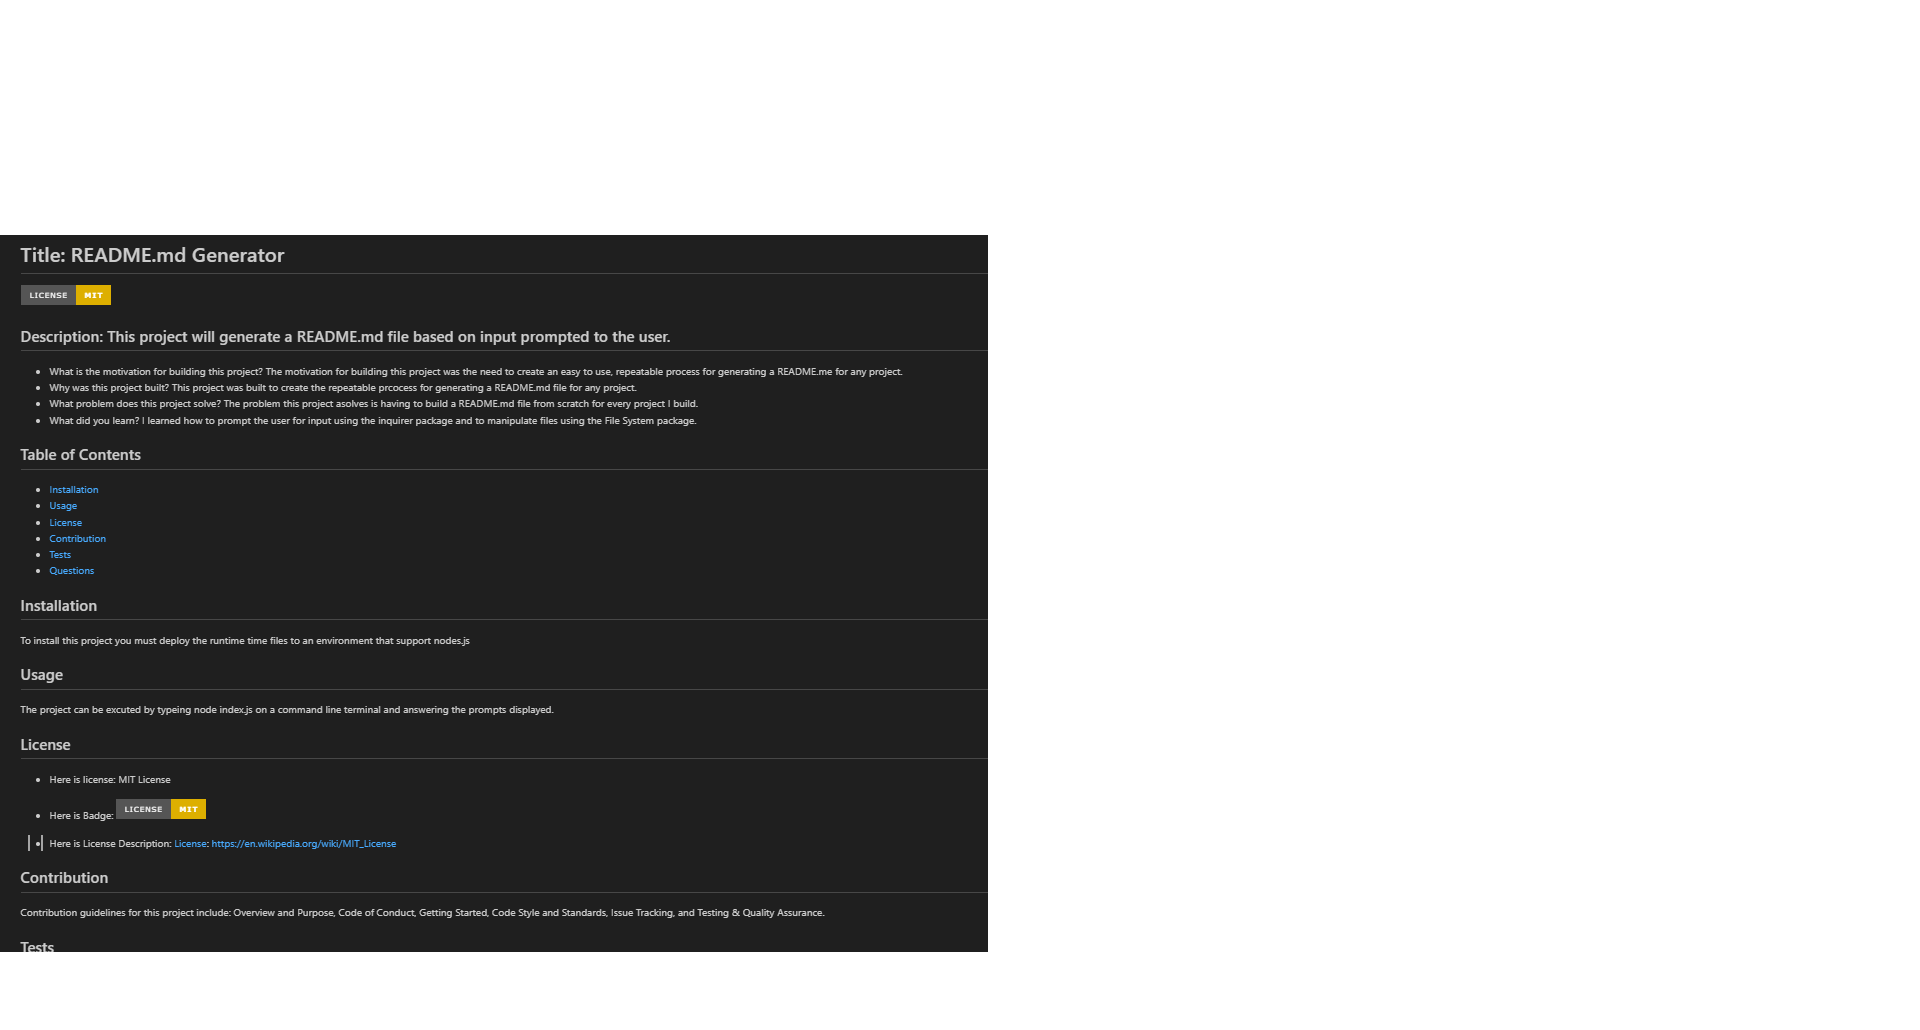 Title: README.md Generator
LICENSE MIT
Description: This project will generate a README.md file based on input prompted to the user.
What is the motivation for building this project? The motivation for building this project was the need to create an easy to use, repeatable process for generating a README.me for any project.
Why was this project built? This project was built to create the repeatable prcocess for generating a README.md file for any project.
What problem does this project solve? The problem this project asolves is having to build a README.md file from scratch for every project I build.
What did you learn? I learned how to prompt the user for input using the inquirer package and to manipulate files using the File System package.
Table of Contents
Installation
Usage
License
Contribution
Tests
Questions
Installation
To install this project you must deploy the runtime time files to an environment that support nodes.js
Usage
The project can be excuted by typeing node index.js on a command line terminal and answering the prompts displayed.
License
Here is license: MIT License
Here is Badge: LICENSE MIT
Here is License Description: License: https://en.wikipedia.org/wiki/MIT_License
Contribution
Contribution guidelines for this project include: Overview and Purpose, Code of Conduct, Getting Started, Code Style and Standards, Issue Tracking, and Testing & Quality Assurance.
Tests